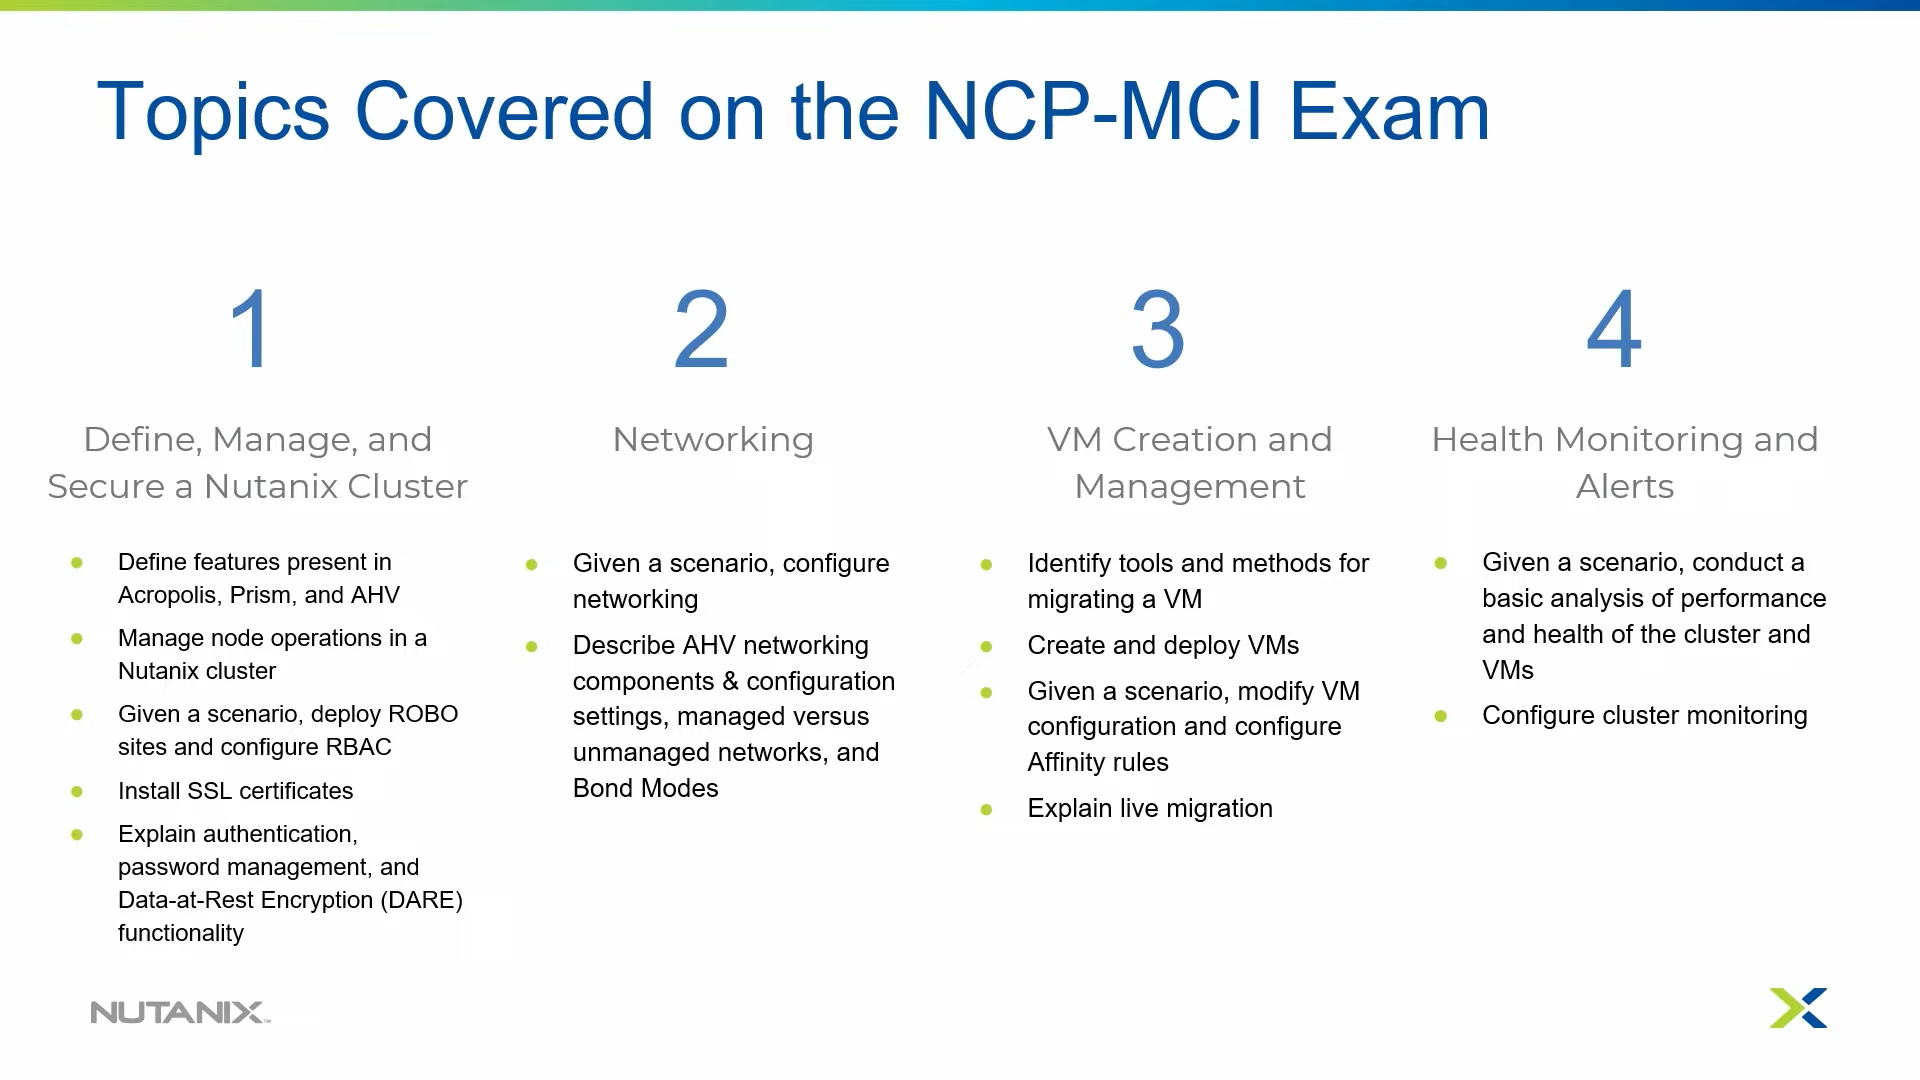 Topics Covered on the NCP-MCI Exam
1
Define, Manage, and
Secure a Nutanix Cluster
● Define features present in
Acropolis, Prism, and AHV
● Manage node operations in a
Nutanix cluster
● Given a scenario, deploy ROBO
sites and configure RBAC
● Install SSL certificates
● Explain authentication,
password management, and
Data-at-Rest Encryption (DARE)
functionality
2
Networking
● Given a scenario, configure
networking
● Describe AHV networking
components & configuration
settings, managed versus
unmanaged networks, and
Bond Modes
3
VM Creation and
Management
● Identify tools and methods for
migrating a VM
● Create and deploy VMs
● Given a scenario, modify VM
configuration and configure
Affinity rules
● Explain live migration
4
Health Monitoring and
Alerts
● Given a scenario, conduct a
basic analysis of performance
and health of the cluster and
VMs
● Configure cluster monitoring
NUTANIX™